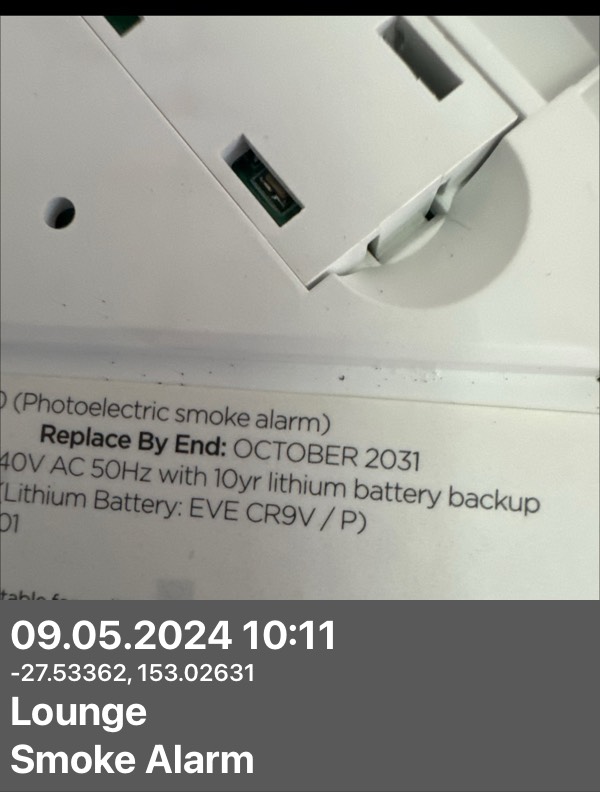 (Photoelectric smoke alarm)
Replace By End: OCTOBER 2031
40V AC 50Hz with 10yr lithium battery backup
(Lithium Battery: EVE CR9V / P)
01
09.05.2024 10:11
-27.53362, 153.02631
Lounge
Smoke Alarm